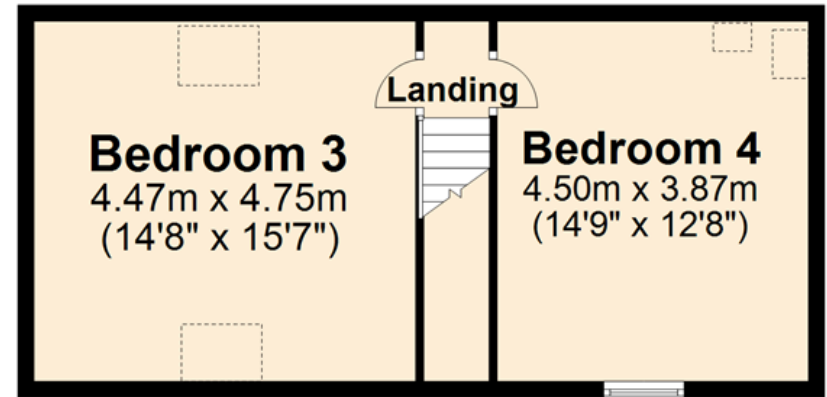 Landing
Bedroom 3
4.47m x 4.75m
(14'8" x 15'7")
Bedroom 4
4.50m x 3.87m
(14'9" x 12'8")